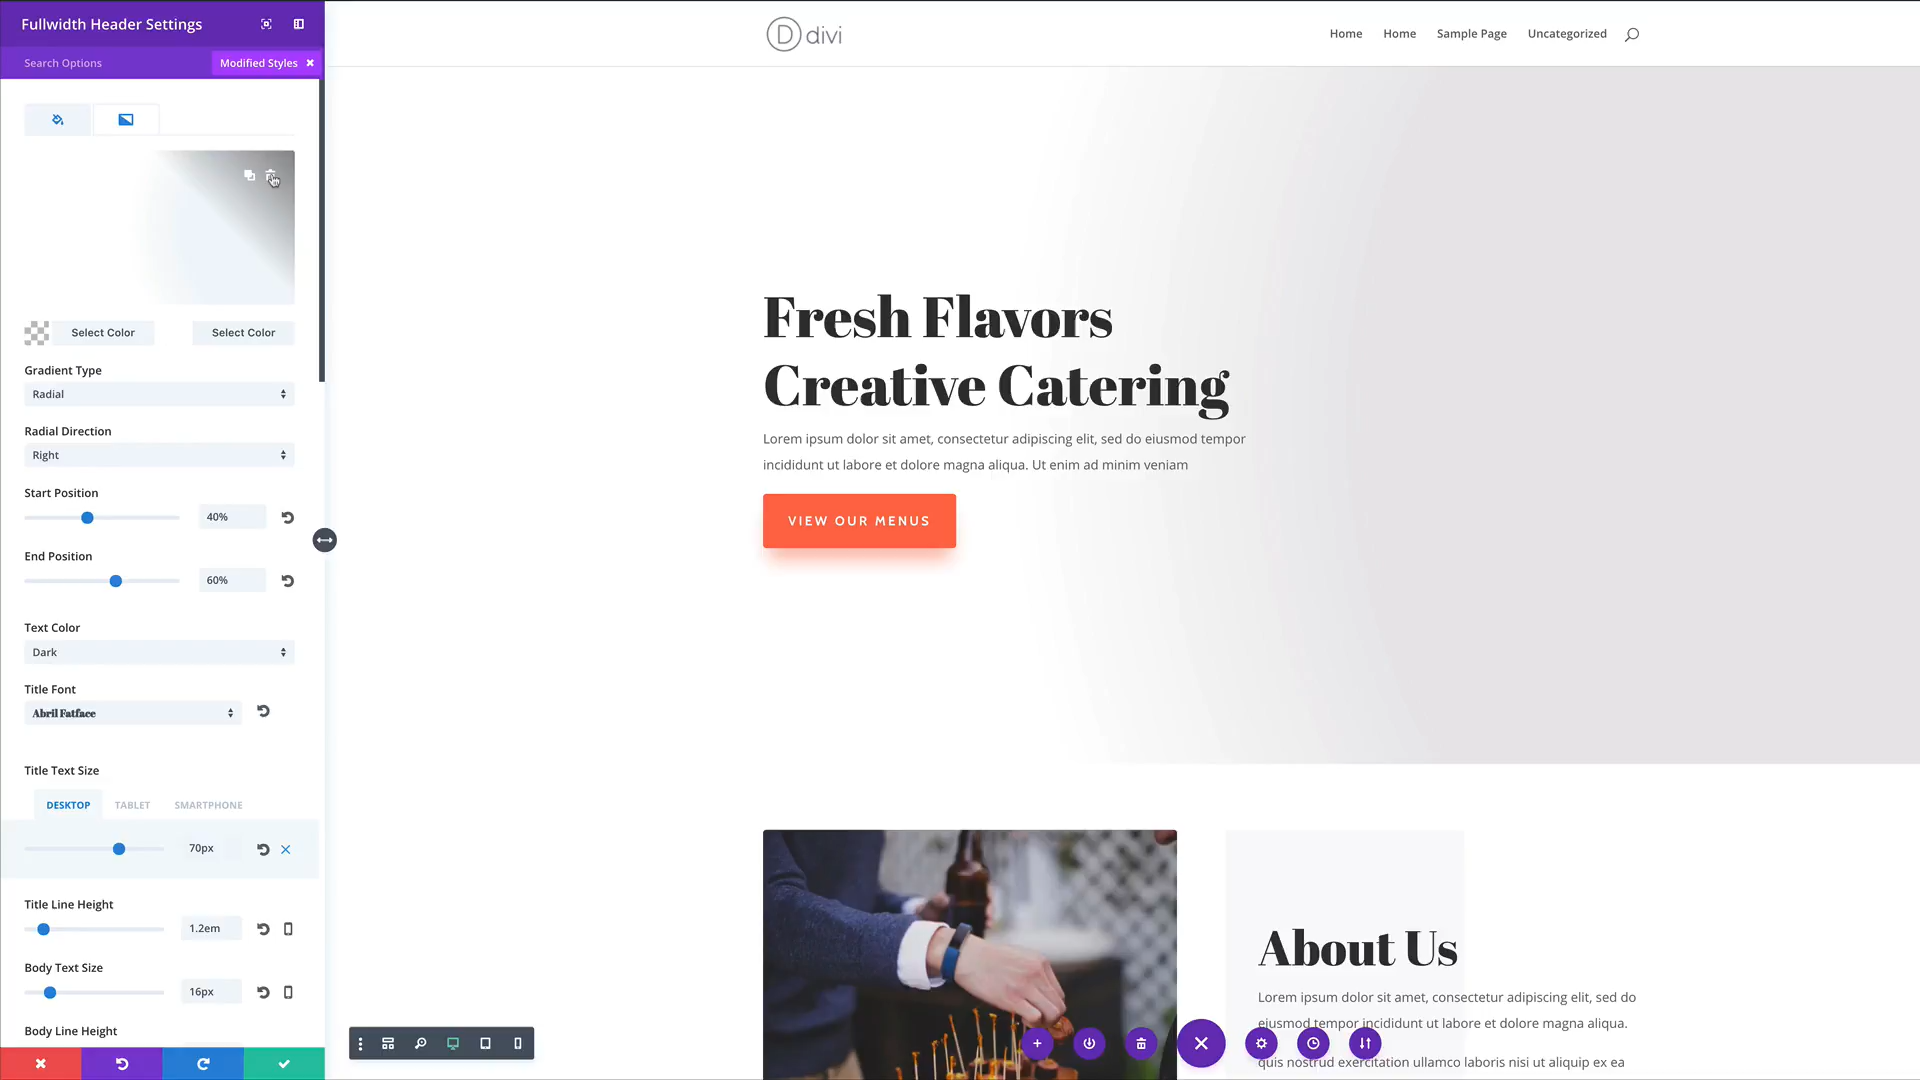 Fullwidth Header Settings
Search Options
Modified Styles
Select Color
Select Color
Gradient Type
Radial
Radial Direction
Right
Start Position
40%
End Position
60%
Text Color
Dark
Title Font
Abril Fatface
Title Text Size
DESKTOP
TABLET
SMARTPHONE
70px
Title Line Height
1.2em
Body Text Size
16px
Body Line Height
D divi
Home
Home
Sample Page
Uncategorized
Fresh Flavors
Creative Catering
Lorem ipsum dolor sit amet, consectetur adipiscing elit, sed do eiusmod tempor
incididunt ut labore et dolore magna aliqua. Ut enim ad minim veniam
VIEW OUR MENUS
About Us
Lorem ipsum dolor sit amet, consectetur adipiscing elit, sed do
eiusmod tempor incididunt ut labore et dolore magna aliqua.
quis nostrud exercitation ullamco laboris nisi ut aliquip ex ea